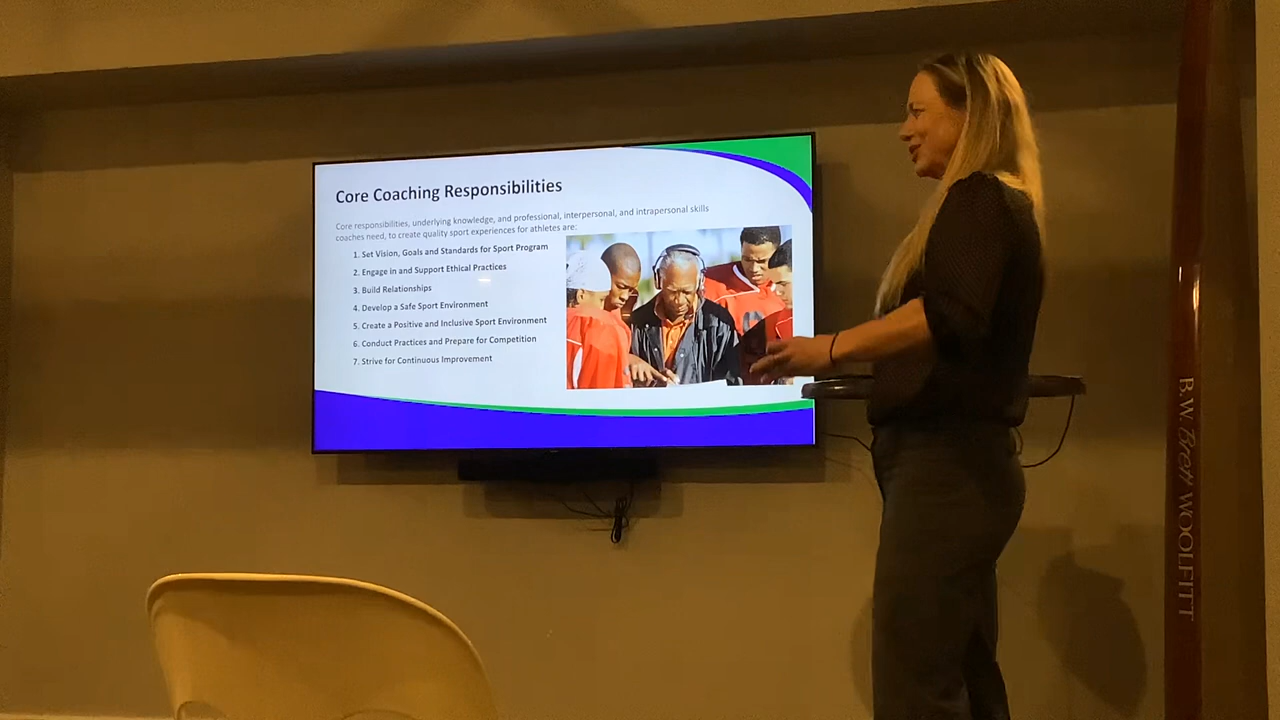 Core Coaching Responsibilities
Core responsibilities, underlying knowledge, and professional, interpersonal, and intrapersonal skills
coaches need, to create quality sport experiences for athletes are:
1. Set Vision, Goals and Standards for Sport Program
2. Engage in and Support Ethical Practices
3. Build Relationships
4. Develop a Safe Sport Environment
5. Create a Positive and Inclusive Sport Environment
6. Conduct Practices and Prepare for Competition
7. Strive for Continuous Improvement
B.W. Brett WOOLFITT